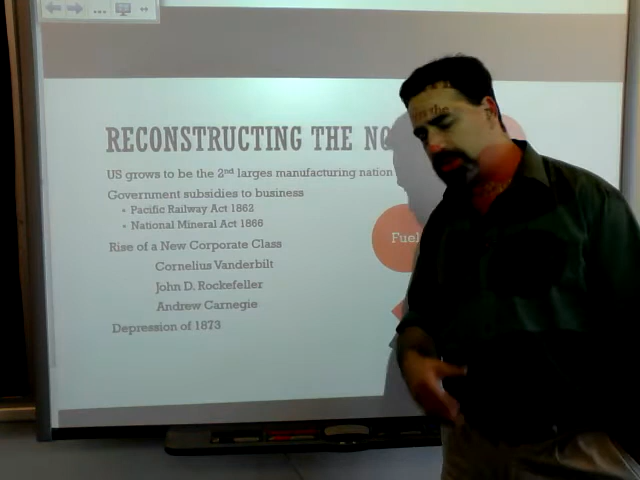 RECONSTRUCTING THE NO
US grows to be the 2nd larges manufacturing nation
Government subsidies to business
• Pacific Railway Act 1862
• National Mineral Act 1866
Rise of a New Corporate Class
Cornelius Vanderbilt
John D. Rockefeller
Andrew Carnegie
Depression of 1873
Fuel
in the